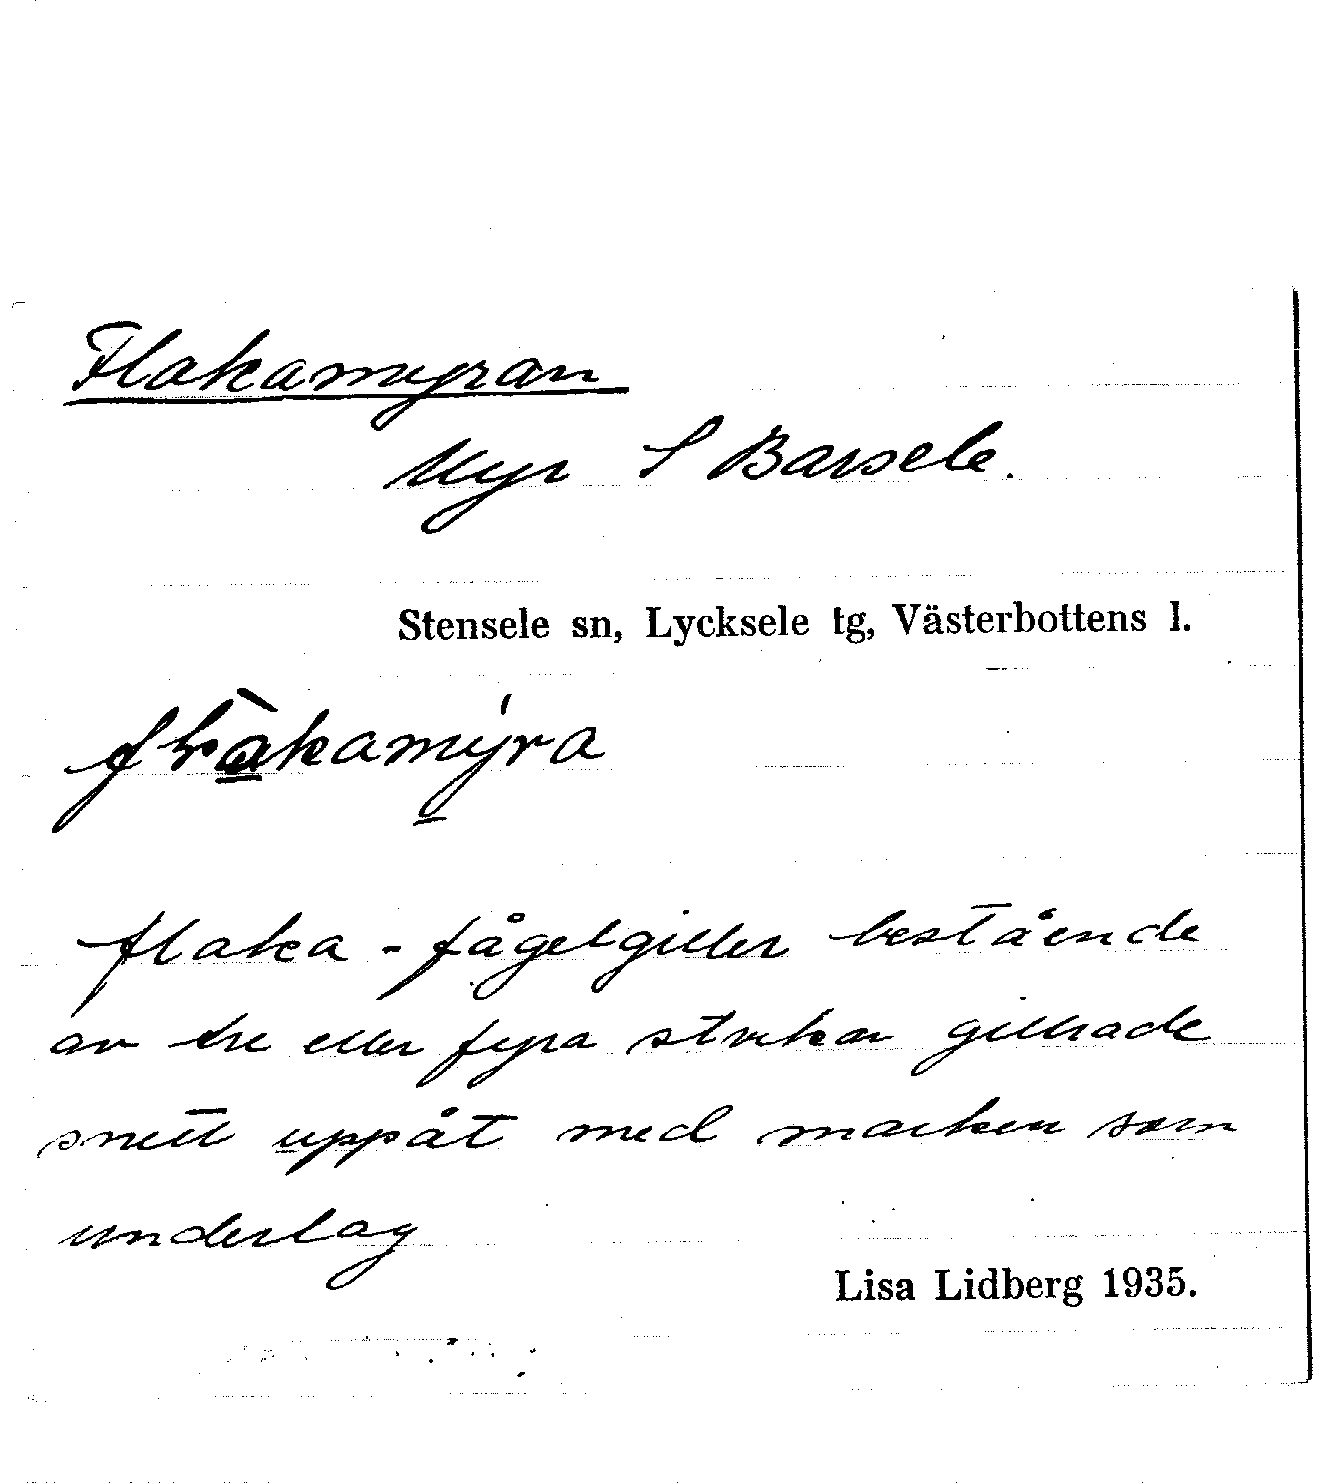 Flakamyran
Myr S Barsele.
Stensele sn, Lycksele tg, Västerbottens l.
flakamyra
flaka - fågelgiller bestående
av tre eller fyra stickor gillrade
snett uppåt med marken som
underlag
Lisa Lidberg 1935.